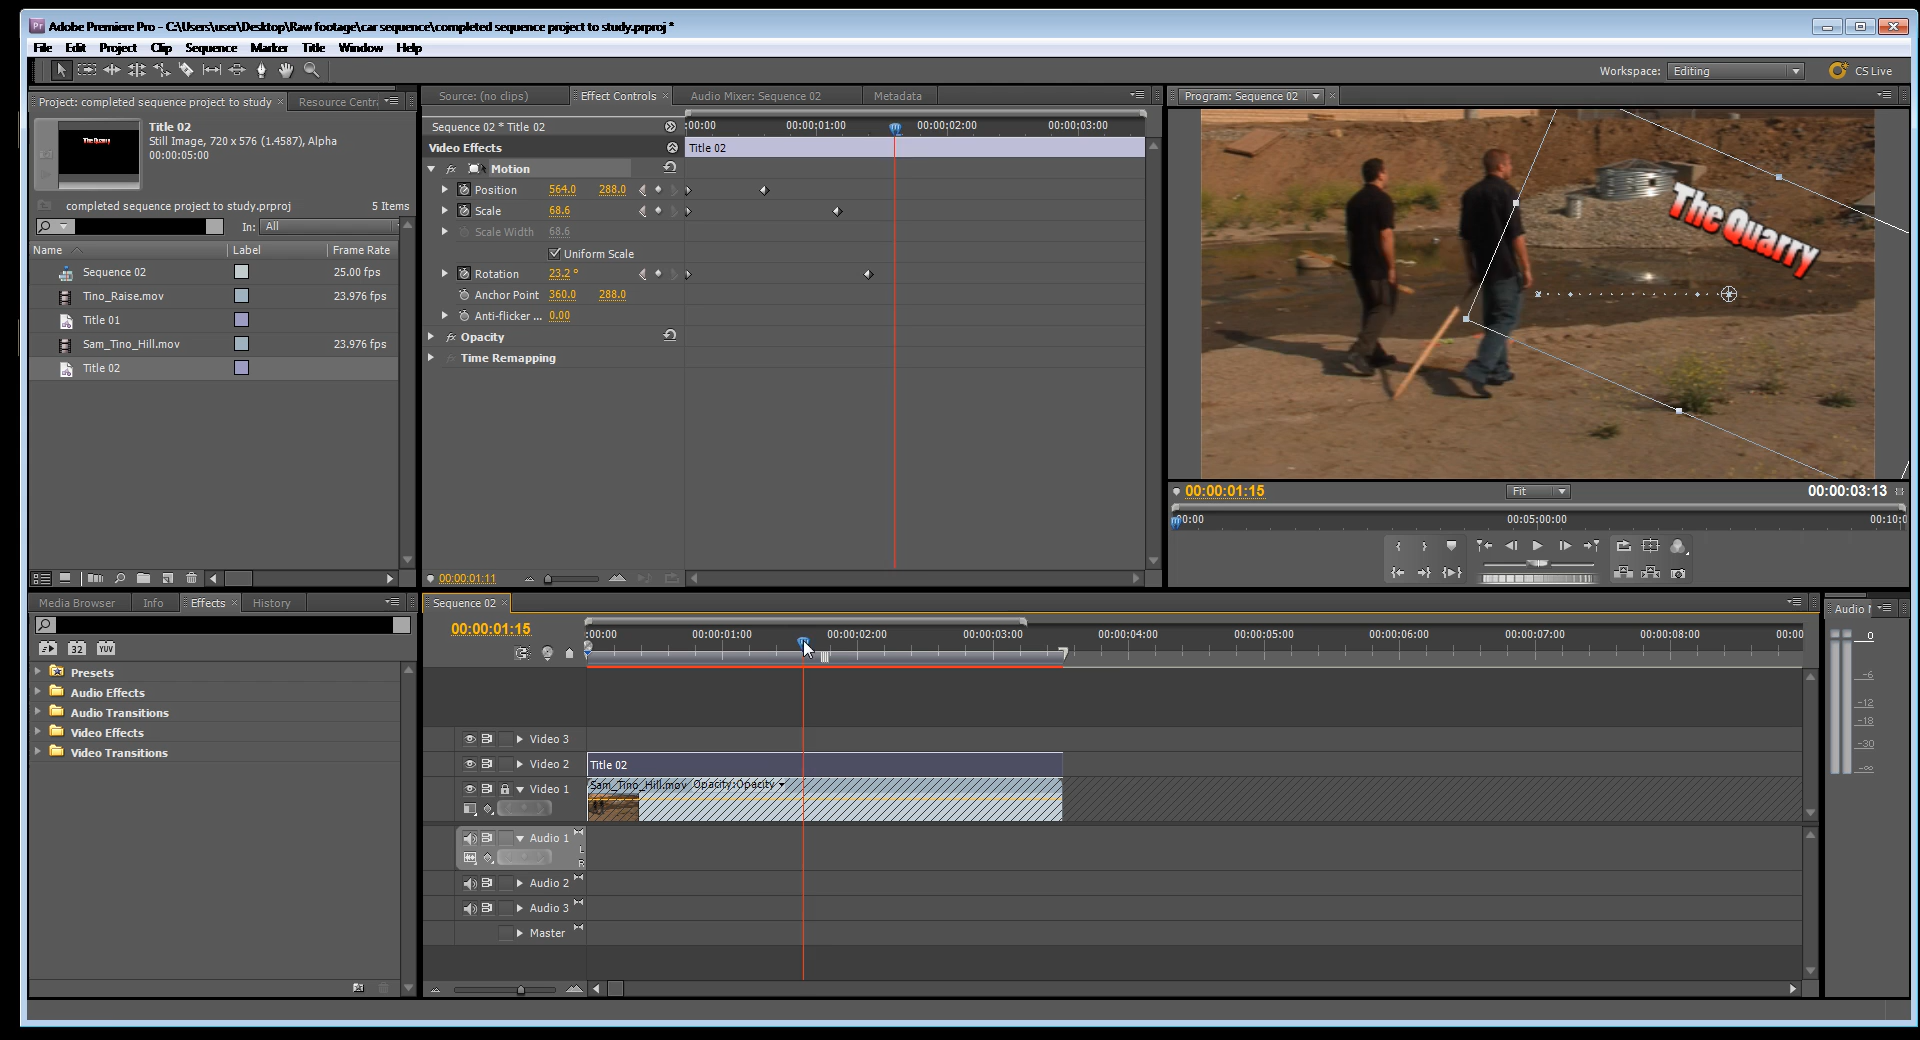 Adobe Premiere Pro - C:\Users\user\Desktop\Raw footage\car sequence\completed sequence project to study.prproj *
File Edit Project Clip Sequence Marker Title Window Help
Workspace: Editing CS Live
Project: completed sequence project to study × Resource Centr
Title 02
Still Image, 720 x 576 (1.4587), Alpha
00:00:05:00
The Quarry
completed sequence project to study.prproj 5 Items
In: All
Name Label Frame Rate
Sequence 02 25.00 fps
Tino_Raise.mov 23.976 fps
Title 01
Sam_Tino_Hill.mov 23.976 fps
Title 02
Source: (no clips) Effect Controls × Audio Mixer: Sequence 02 Metadata
Sequence 02 * Title 02 :00:00 00:00:01:00 00:00:02:00 00:00:03:00
Video Effects Title 02
fx Motion
Position 564.0 288.0
Scale 68.6
Scale Width 68.6
Uniform Scale
Rotation 23.2 °
Anchor Point 360.0 288.0
Anti-flicker ... 0.00
fx Opacity
fx Time Remapping
00:00:01:11
Program: Sequence 02 ×
The Quarry
00:00:01:15 Fit 00:00:03:13
00:00 00:05:00:00 00:10:0
Media Browser Info Effects × History
32 YUV
Presets
Audio Effects
Audio Transitions
Video Effects
Video Transitions
Sequence 02 ×
00:00:01:15 :00:00 00:00:01:00 00:00:02:00 00:00:03:00 00:00:04:00 00:00:05:00 00:00:06:00 00:00:07:00 00:00:08:00 00:00
Video 3
Video 2 Title 02
Video 1 Sam_Tino_Hill.mov Opacity:Opacity
Audio 1
L
R
Audio 2
Audio 3
Master
Audio M
0
-6
-12
-18
-30
-∞